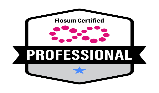 Hosum Certified
PROFESSIONAL